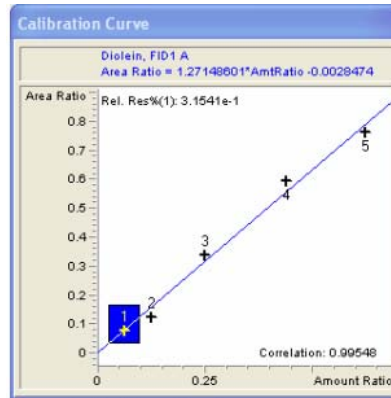 Calibration Curve
Diolein, FID1 A
Area Ratio = 1.27148601*AmtRatio -0.0028474
Area Ratio
Rel. Res%(1): 3.1541e-1
0.8
0.7
0.6
0.5
0.4
0.3
0.2
0.1
0
1
2
3
4
5
Correlation: 0.99548
0
0.25
Amount Ratio